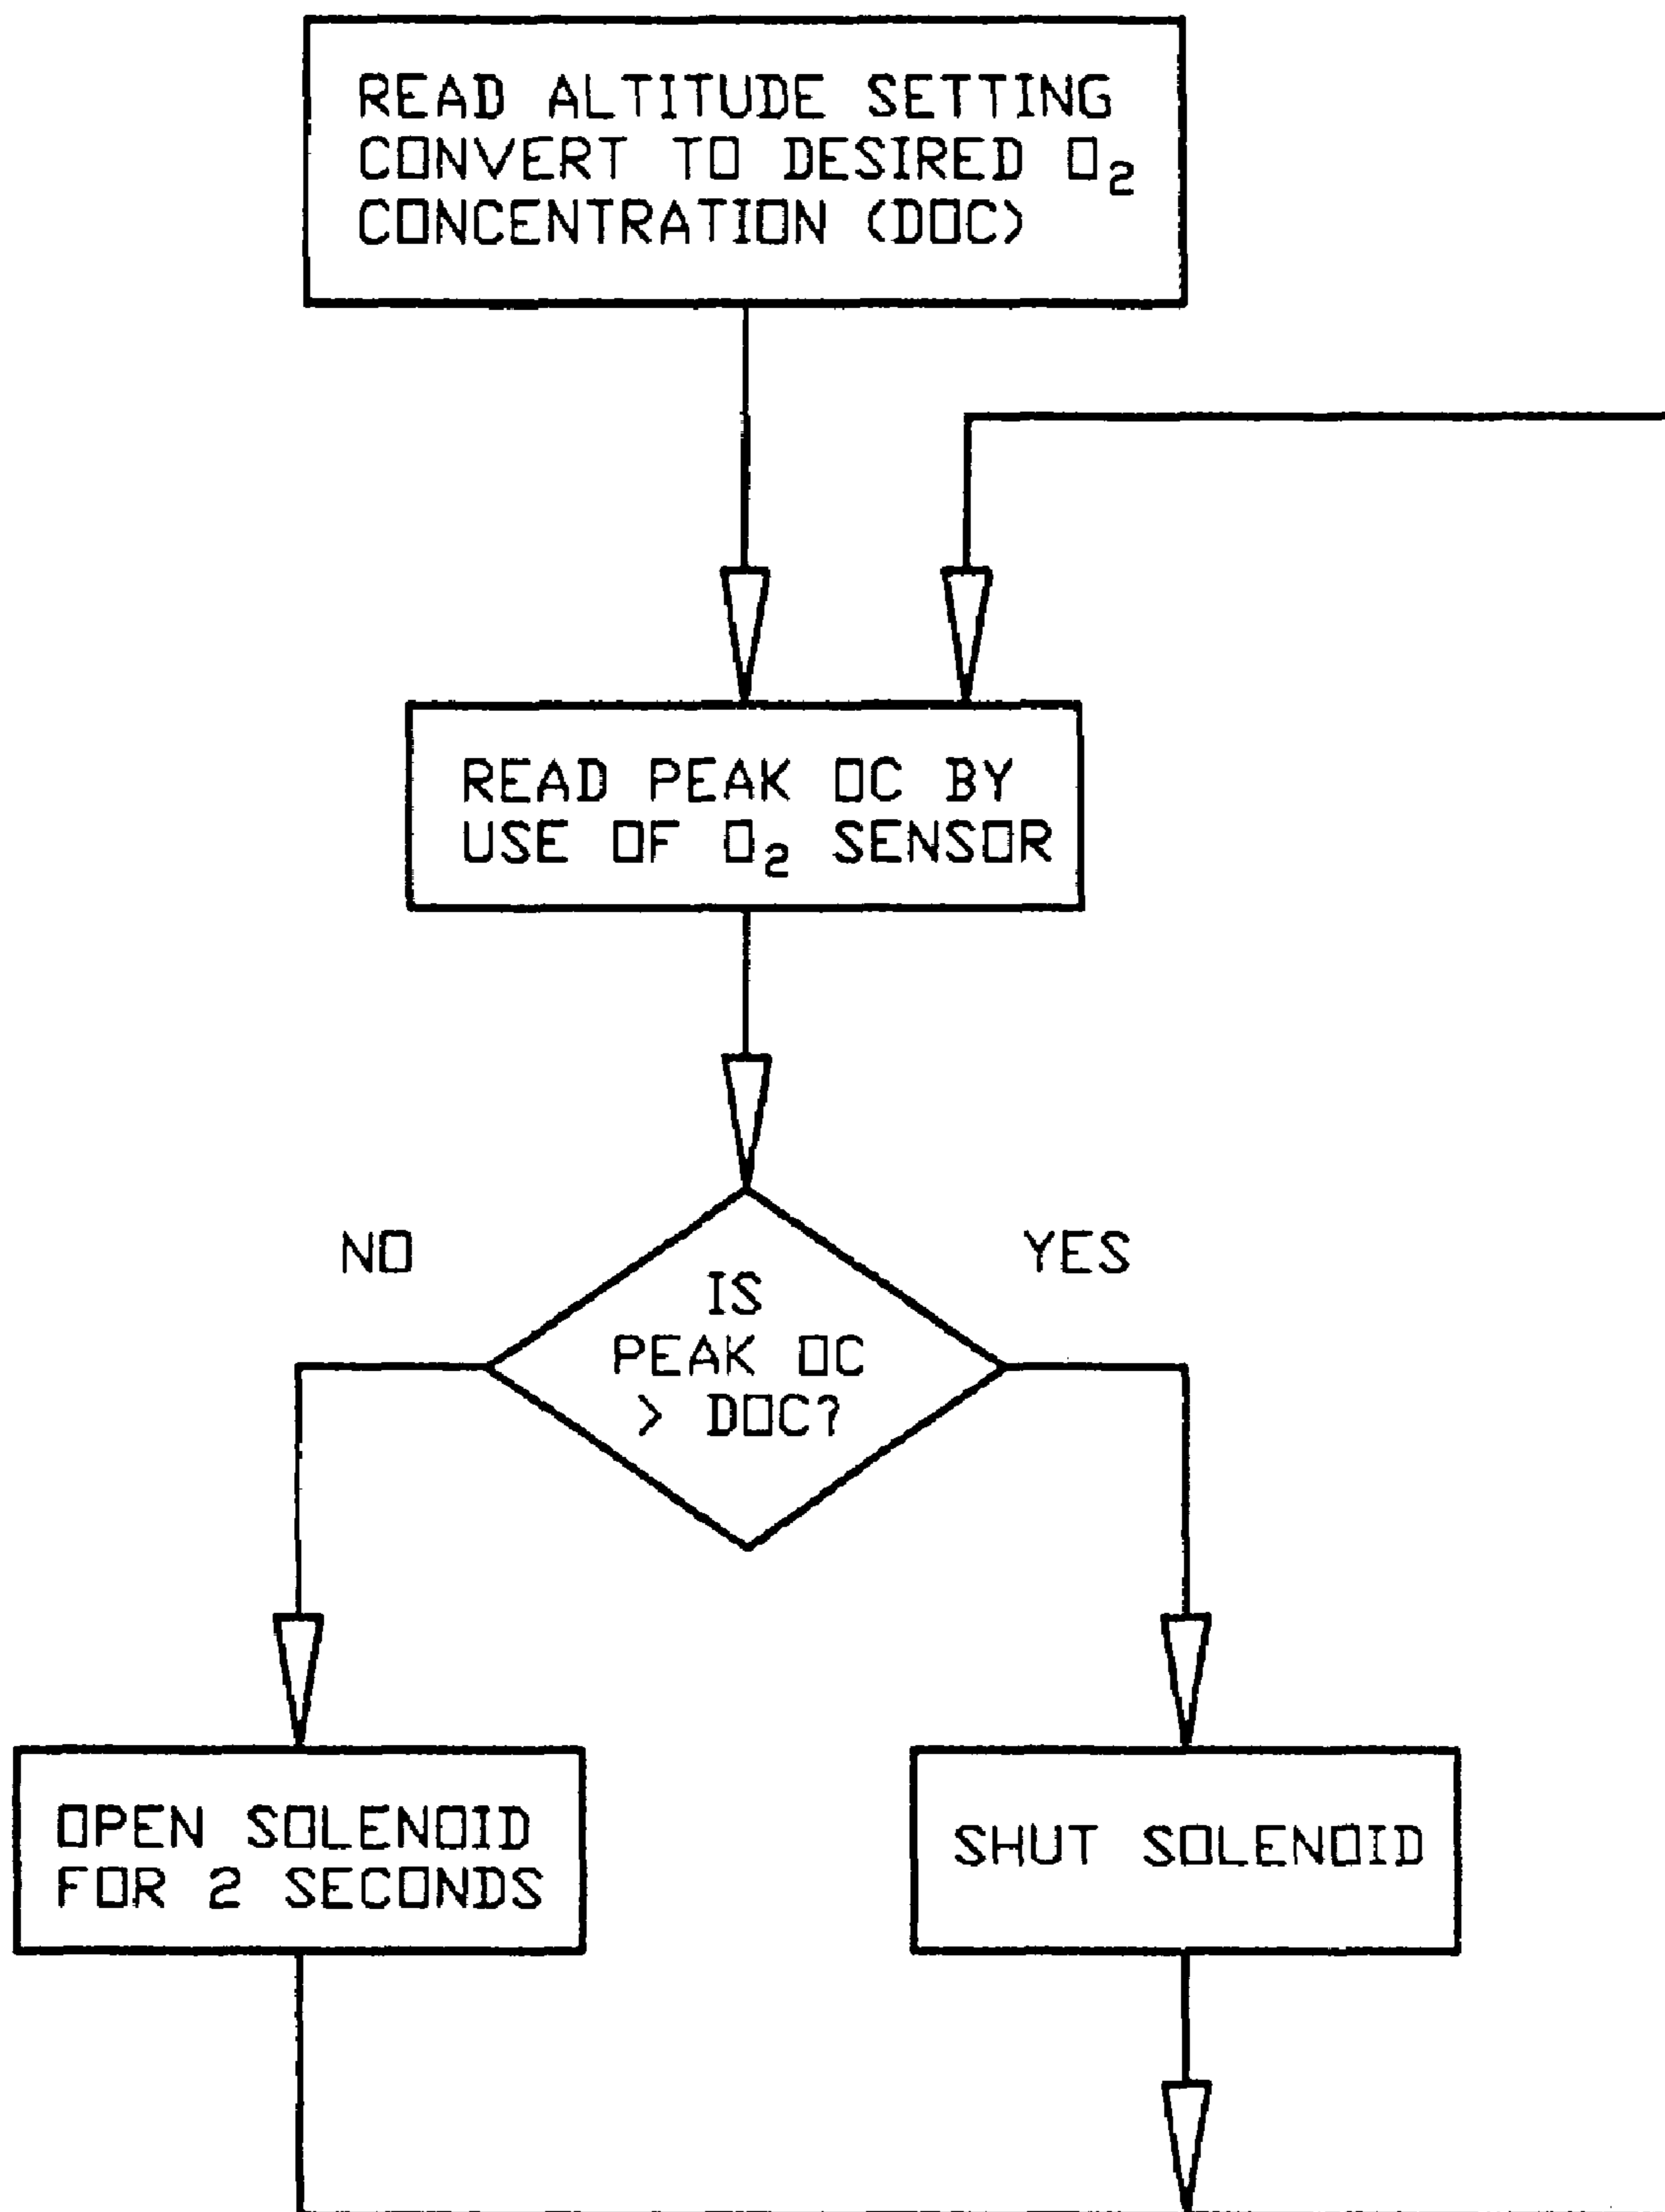 READ ALTITUDE SETTING
CONVERT TO DESIRED O₂
CONCENTRATION (DOC)
READ PEAK OC BY
USE OF O₂ SENSOR
NO
YES
IS
PEAK OC
> DOC?
OPEN SOLENOID
FOR 2 SECONDS
SHUT SOLENOID